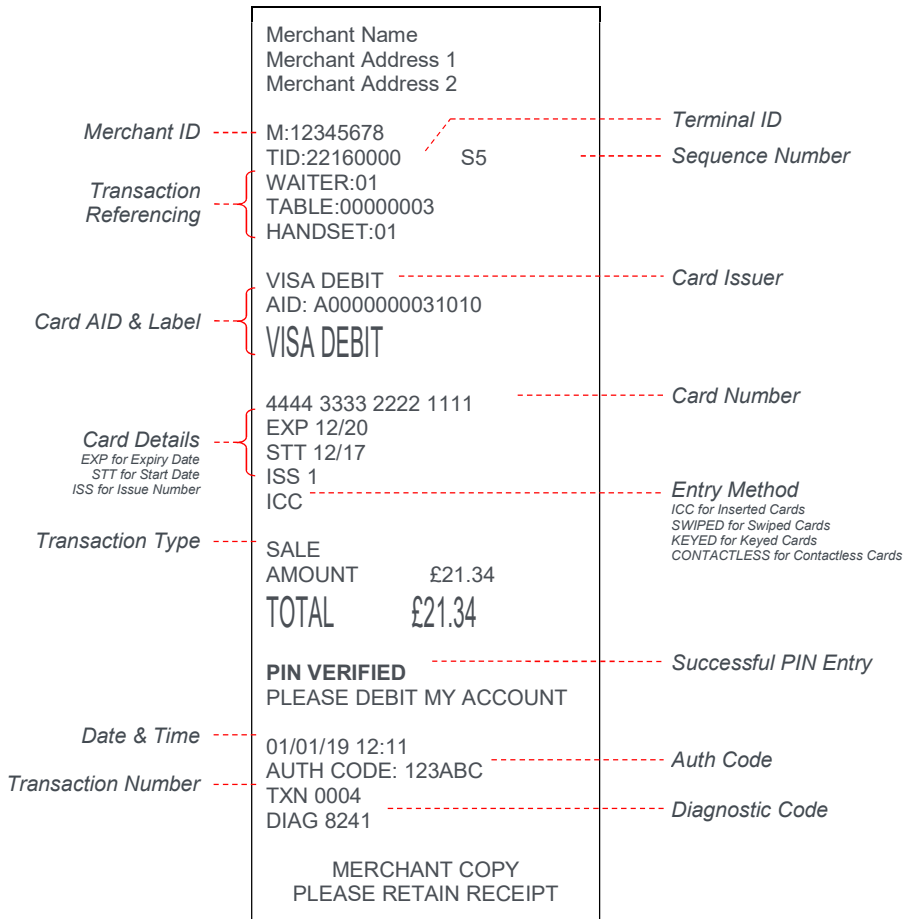 Merchant Name
Merchant Address 1
Merchant Address 2
Merchant ID
M:12345678
Terminal ID
TID:22160000 S5
Sequence Number
Transaction
Referencing
WAITER:01
TABLE:00000003
HANDSET:01
VISA DEBIT
Card Issuer
Card AID & Label
AID: A0000000031010
VISA DEBIT
4444 3333 2222 1111
Card Number
Card Details
EXP for Expiry Date
STT for Start Date
ISS for Issue Number
EXP 12/20
STT 12/17
ISS 1
ICC
Entry Method
ICC for Inserted Cards
SWIPED for Swiped Cards
KEYED for Keyed Cards
CONTACTLESS for Contactless Cards
Transaction Type
SALE
AMOUNT £21.34
TOTAL £21.34
PIN VERIFIED
Successful PIN Entry
PLEASE DEBIT MY ACCOUNT
Date & Time
01/01/19 12:11
AUTH CODE: 123ABC
Auth Code
Transaction Number
TXN 0004
DIAG 8241
Diagnostic Code
MERCHANT COPY
PLEASE RETAIN RECEIPT